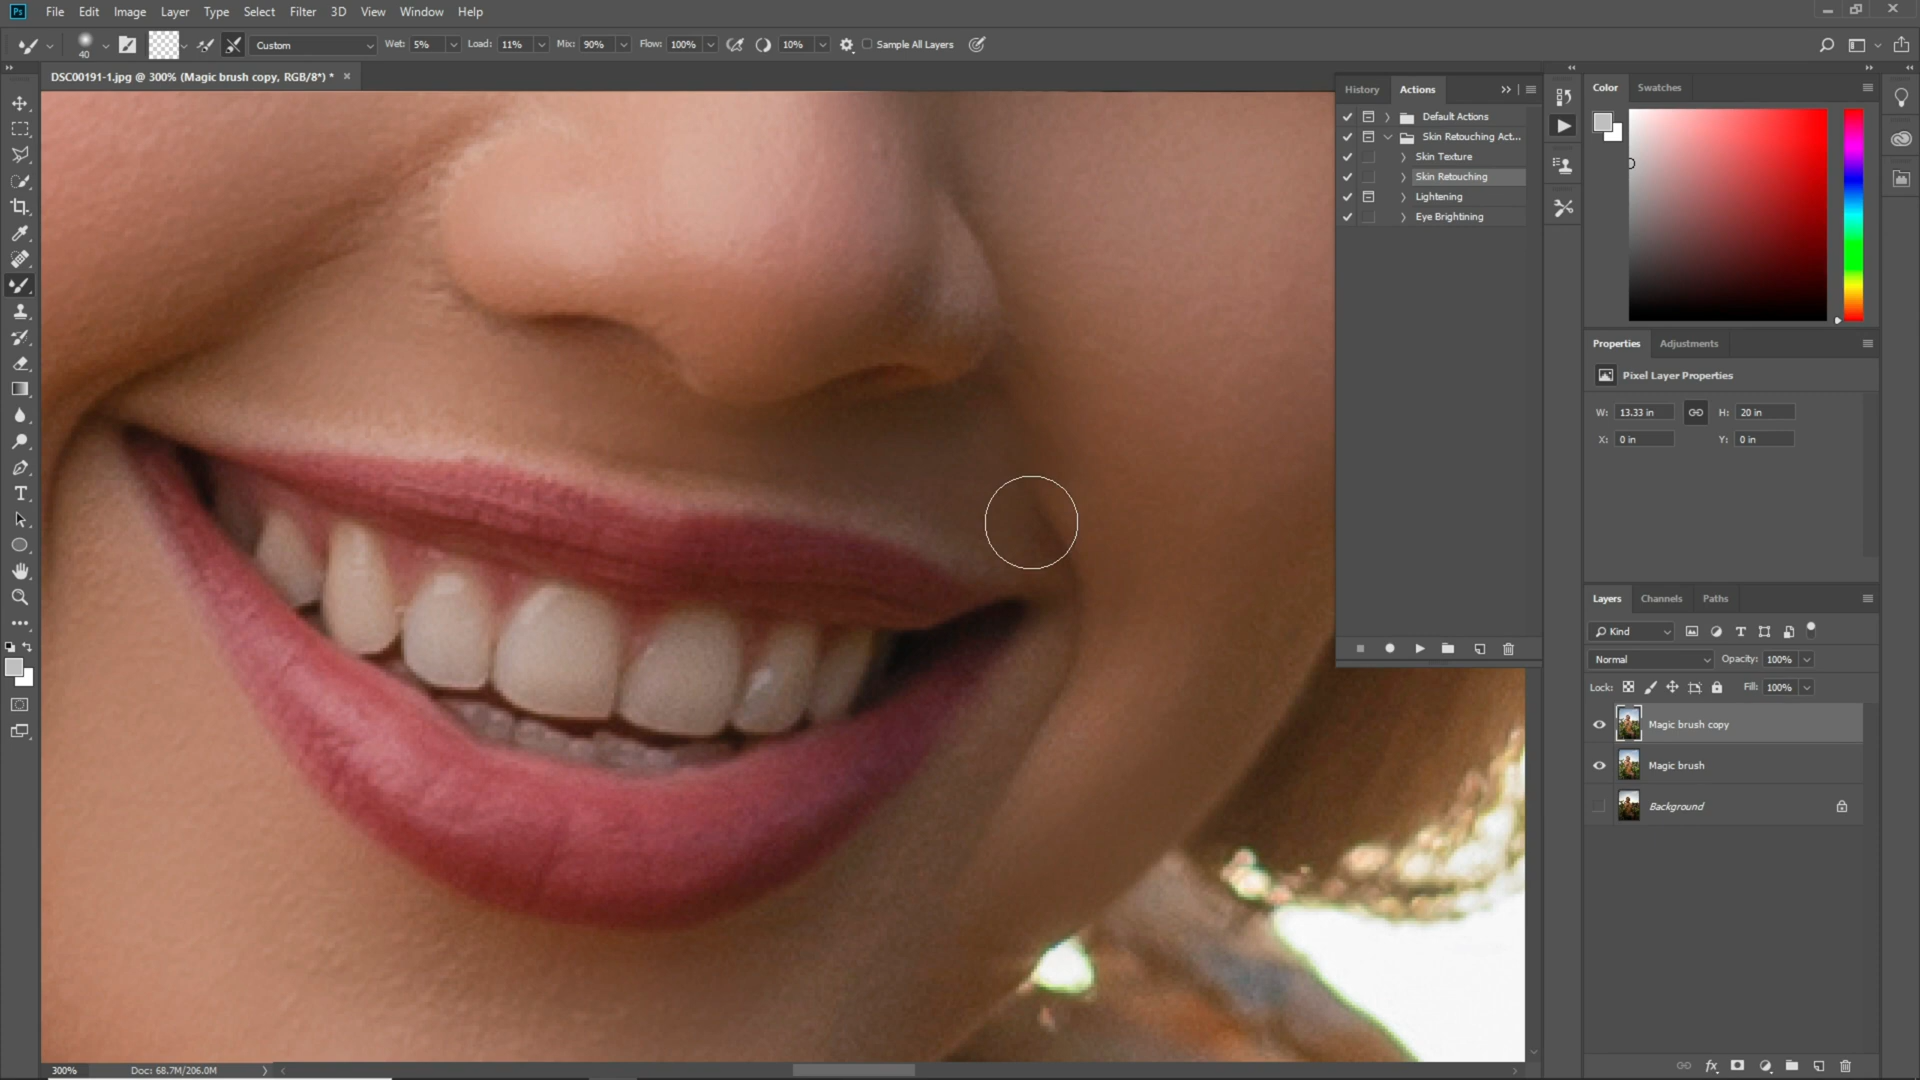 Ps File Edit Image Layer Type Select Filter 3D View Window Help
40 Custom Wet: 5% Load: 11% Mix: 90% Flow: 100% 10% Sample All Layers
DSC00191-1.jpg @ 300% (Magic brush copy, RGB/8*) *
History Actions
Default Actions
Skin Retouching Act...
Skin Texture
Skin Retouching
Lightening
Eye Brightining
Color Swatches
Properties Adjustments
Pixel Layer Properties
W: 13.33 in H: 20 in
X: 0 in Y: 0 in
Layers Channels Paths
Kind
Normal Opacity: 100%
Lock: Fill: 100%
Magic brush copy
Magic brush
Background
fx
300% Doc: 68.7M/206.0M